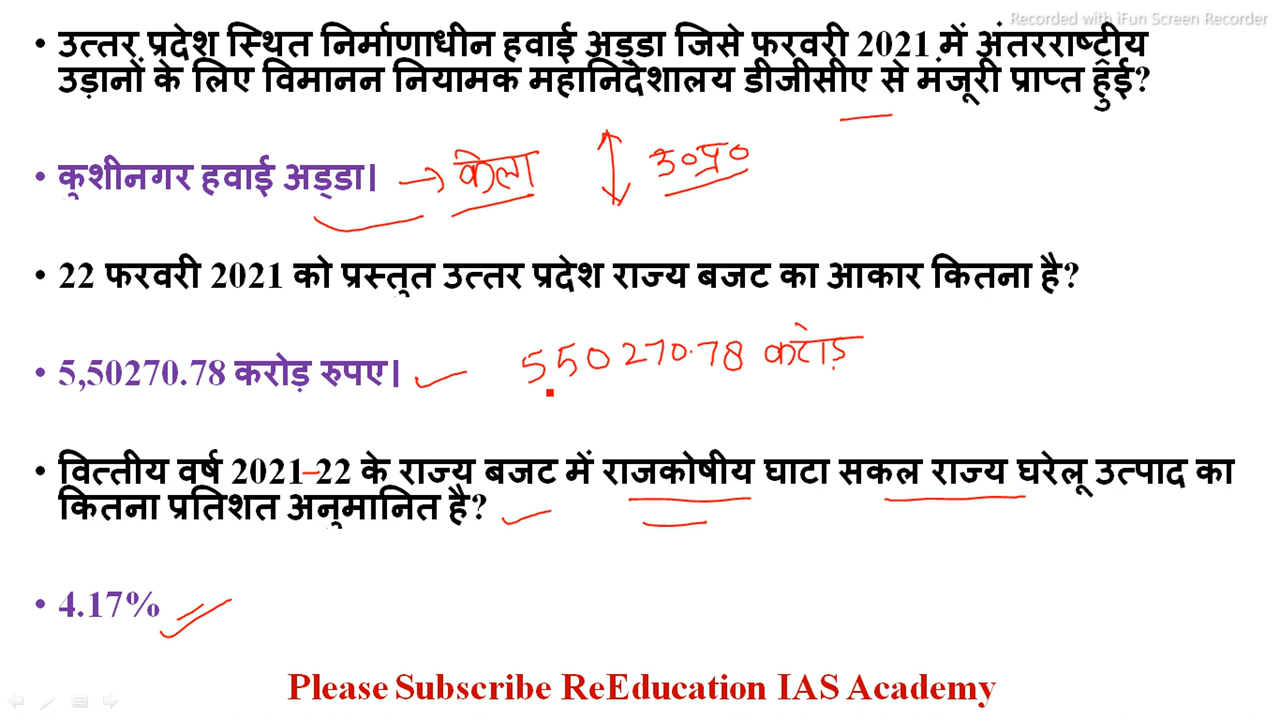 Recorded with iFun Screen Recorder
• उत्तर प्रदेश स्थित निर्माणाधीन हवाई अड्डा जिसे फरवरी 2021 में अंतरराष्ट्रीय
उड़ानों के लिए विमानन नियामक महानिदेशालय डीजीसीए से मंजूरी प्राप्त हुई?
• कुशीनगर हवाई अड्डा। → केला उ०प्र०
• 22 फरवरी 2021 को प्रस्तुत उत्तर प्रदेश राज्य बजट का आकार कितना है?
• 5,50270.78 करोड़ रुपए। 550270.78 करोड़
• वित्तीय वर्ष 2021-22 के राज्य बजट में राजकोषीय घाटा सकल राज्य घरेलू उत्पाद का
कितना प्रतिशत अनुमानित है?
• 4.17%
Please Subscribe ReEducation IAS Academy